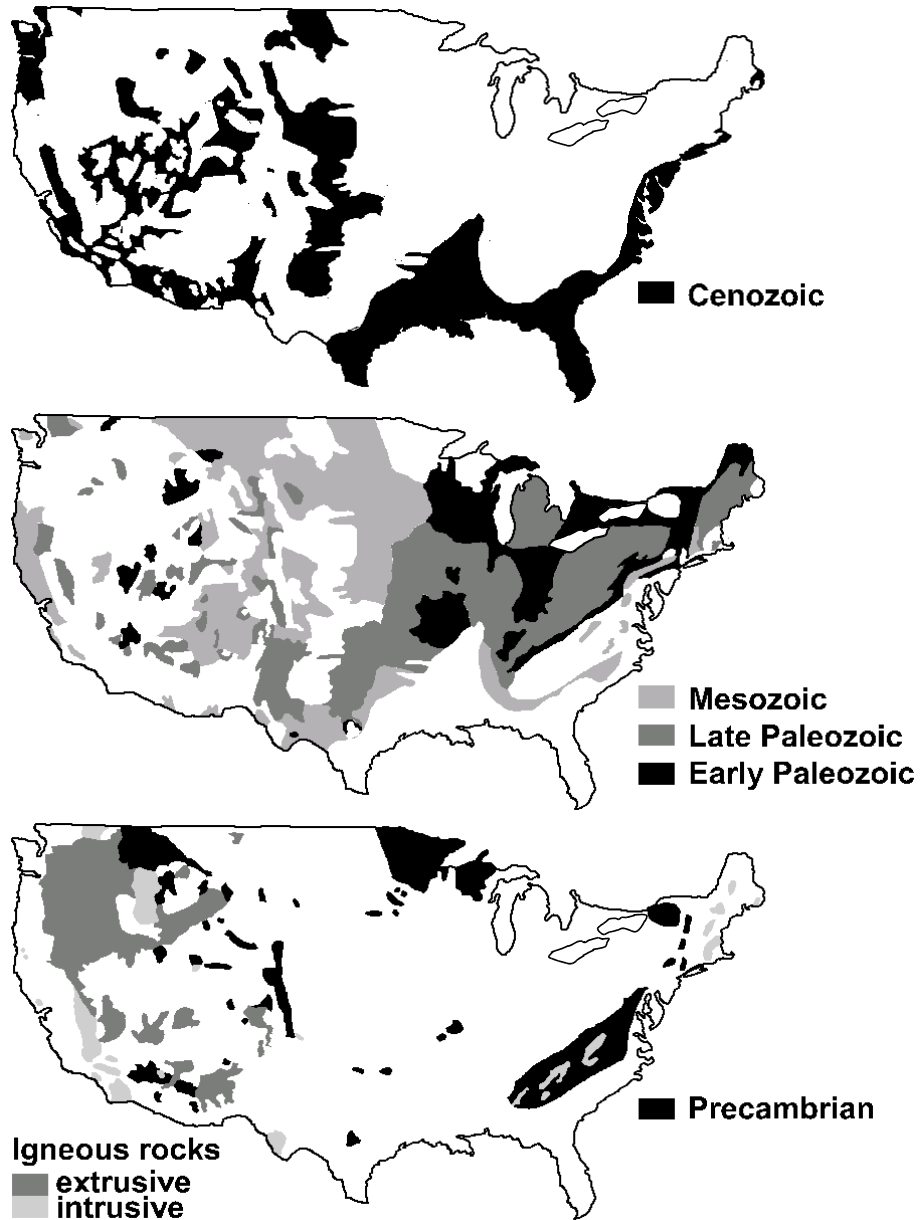 Cenozoic
Mesozoic
Late Paleozoic
Early Paleozoic
Precambrian
Igneous rocks
extrusive
intrusive